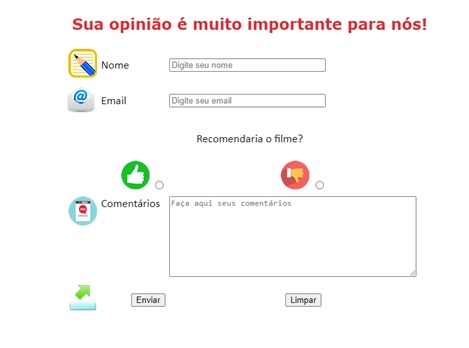 Sua opinião é muito importante para nós!
Nome
Digite seu nome
Email
Digite seu email
Recomendaria o filme?
Comentários
Faça aqui seus comentários
Enviar
Limpar